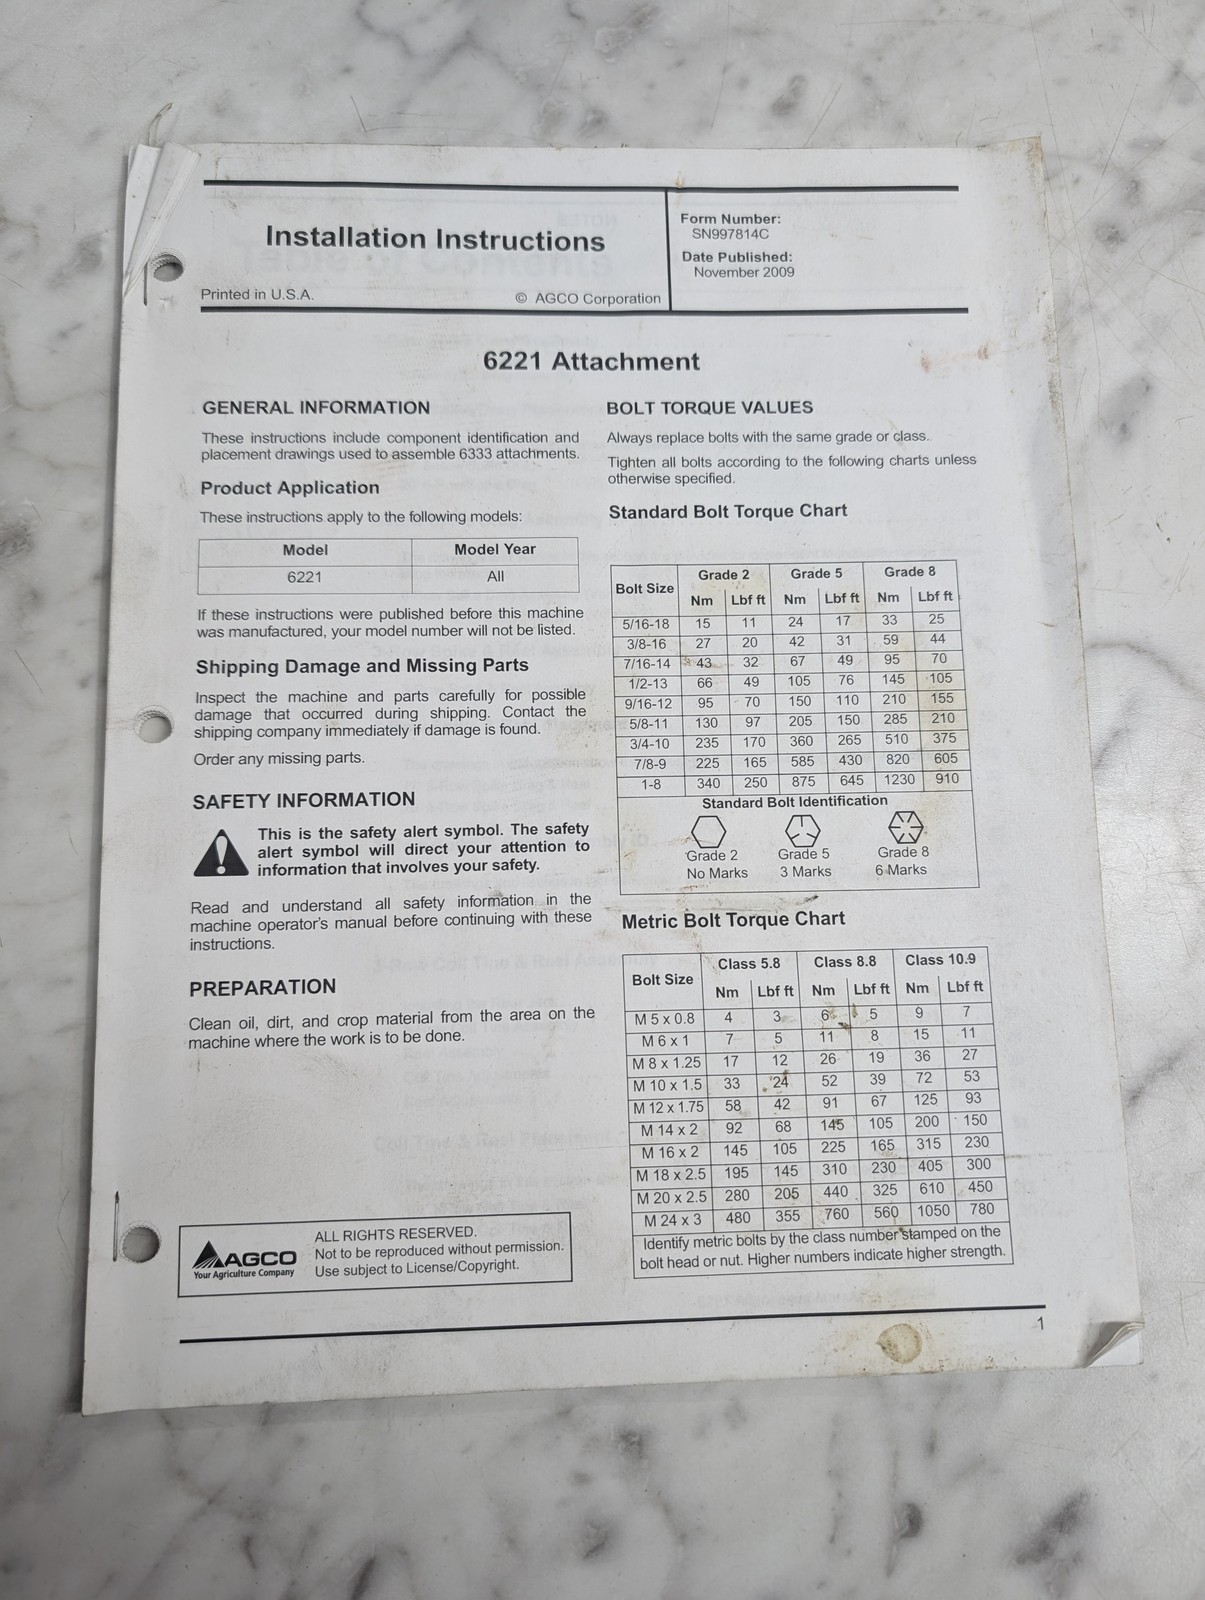 Installation Instructions
Printed in U.S.A.
© AGCO Corporation
Form Number:
SN997814C
Date Published:
November 2009
6221 Attachment
GENERAL INFORMATION
These instructions include component identification and
placement drawings used to assemble 6333 attachments.
Product Application
These instructions apply to the following models:
Model Model Year
6221 All
If these instructions were published before this machine
was manufactured, your model number will not be listed.
Shipping Damage and Missing Parts
Inspect the machine and parts carefully for possible
damage that occurred during shipping. Contact the
shipping company immediately if damage is found.
Order any missing parts.
SAFETY INFORMATION
This is the safety alert symbol. The safety
alert symbol will direct your attention to
information that involves your safety.
Read and understand all safety information in the
machine operator's manual before continuing with these
instructions.
PREPARATION
Clean oil, dirt, and crop material from the area on the
machine where the work is to be done.
AGCO
Your Agriculture Company
ALL RIGHTS RESERVED.
Not to be reproduced without permission.
Use subject to License/Copyright.
BOLT TORQUE VALUES
Always replace bolts with the same grade or class.
Tighten all bolts according to the following charts unless
otherwise specified.
Standard Bolt Torque Chart
Bolt Size Grade 2 Grade 5 Grade 8
Nm Lbf ft Nm Lbf ft Nm Lbf ft
5/16-18 15 11 24 17 33 25
3/8-16 27 20 42 31 59 44
7/16-14 43 32 67 49 95 70
1/2-13 66 49 105 76 145 105
9/16-12 95 70 150 110 210 155
5/8-11 130 97 205 150 285 210
3/4-10 235 170 360 265 510 375
7/8-9 225 165 585 430 820 605
1-8 340 250 875 645 1230 910
Standard Bolt Identification
Grade 2 Grade 5 Grade 8
No Marks 3 Marks 6 Marks
Metric Bolt Torque Chart
Bolt Size Class 5.8 Class 8.8 Class 10.9
Nm Lbf ft Nm Lbf ft Nm Lbf ft
M 5 x 0.8 4 3 6 5 9 7
M 6 x 1 7 5 11 8 15 11
M 8 x 1.25 17 12 26 19 36 27
M 10 x 1.5 33 24 52 39 72 53
M 12 x 1.75 58 42 91 67 125 93
M 14 x 2 92 68 145 105 200 150
M 16 x 2 145 105 225 165 315 230
M 18 x 2.5 195 145 310 230 405 300
M 20 x 2.5 280 205 440 325 610 450
M 24 x 3 480 355 760 560 1050 780
Identify metric bolts by the class number stamped on the
bolt head or nut. Higher numbers indicate higher strength.
1